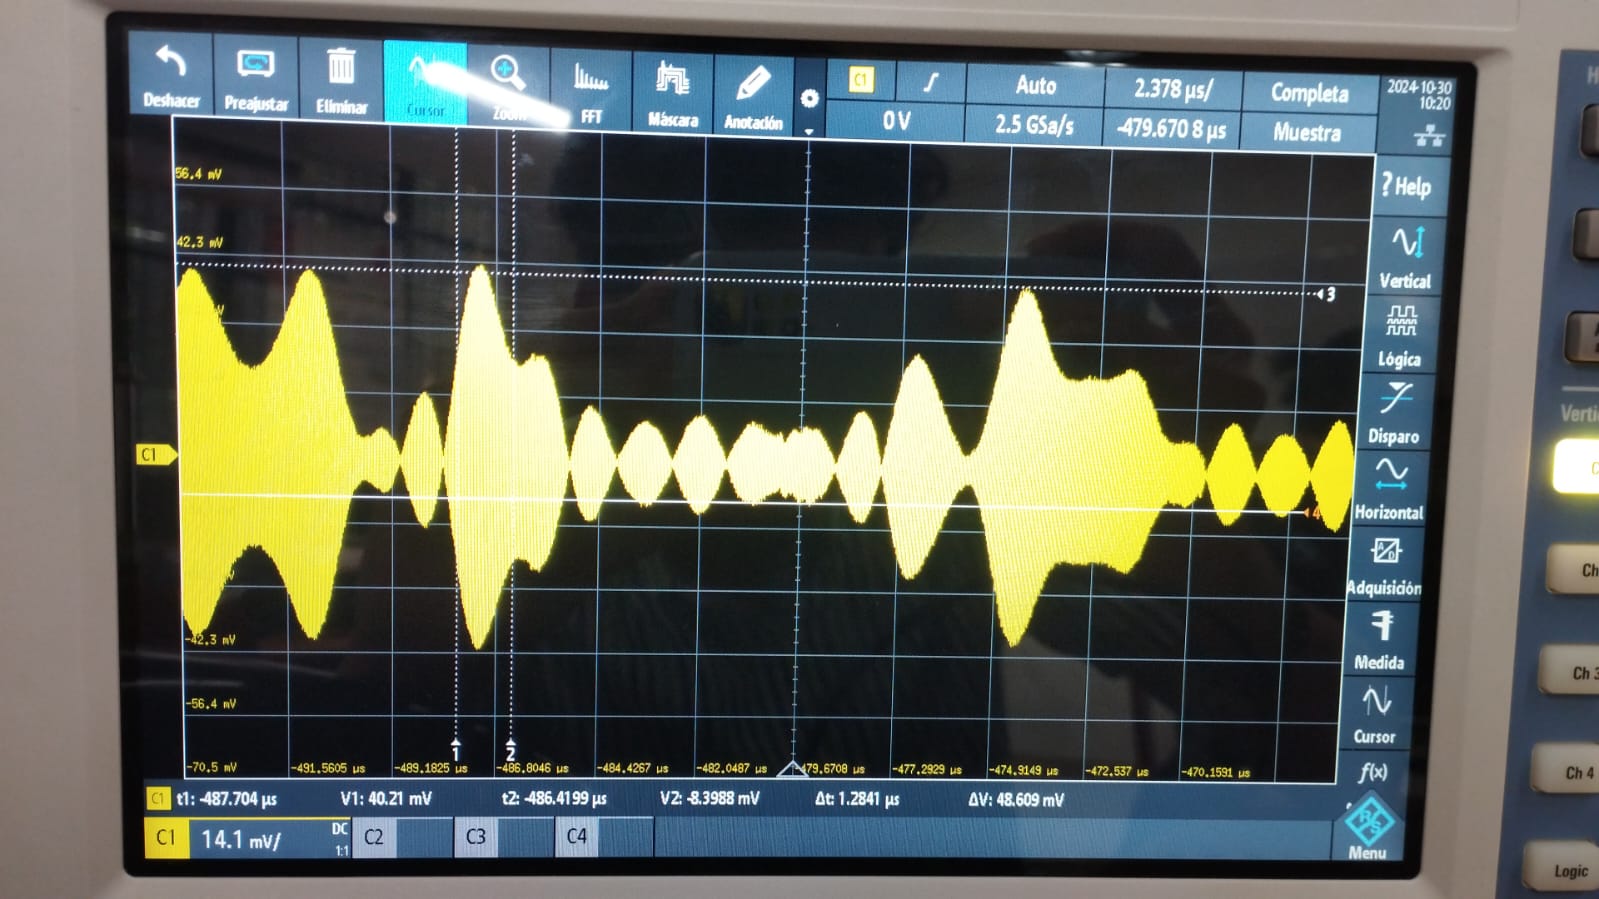 Deshacer
Preajustar
Eliminar
Cursor
Zoom
FFT
Máscara
Anotación
C1
0 V
Auto
2.5 GSa/s
2.378 µs/
-479.670 8 µs
Completa
Muestra
2024-10-30
10:20
? Help
Vertical
Lógica
Disparo
Horizontal
Adquisición
Medida
Cursor
f(x)
Menu
56.4 mV
42.3 mV
3
C1
4
-42.3 mV
-56.4 mV
1
2
-70.5 mV
-491.5605 µs
-489.1825 µs
-486.8046 µs
-484.4267 µs
-482.0487 µs
479.6708 µs
-477.2929 µs
-474.9149 µs
-472.537 µs
-470.1591 µs
C1 t1: -487.704 µs V1: 40.21 mV t2: -486.4199 µs V2: -8.3988 mV Δt: 1.2841 µs ΔV: 48.609 mV
C1 14.1 mV/ DC 1:1 C2 C3 C4
R&S
Verti
Ch
Ch 3
Ch 4
Logic